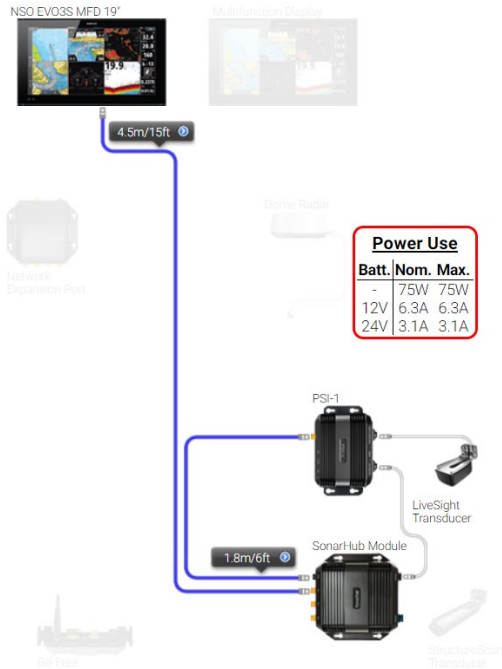 NSO EVO3S MFD 19"
Multifunction Display
4.5m/15ft
Dome Radar
Power Use
Batt. Nom. Max.
- 75W 75W
12V 6.3A 6.3A
24V 3.1A 3.1A
Network
Expansion Port
PSI-1
LiveSight
Transducer
SonarHub Module
1.8m/6ft
Go Free
StructureScan
Transducer